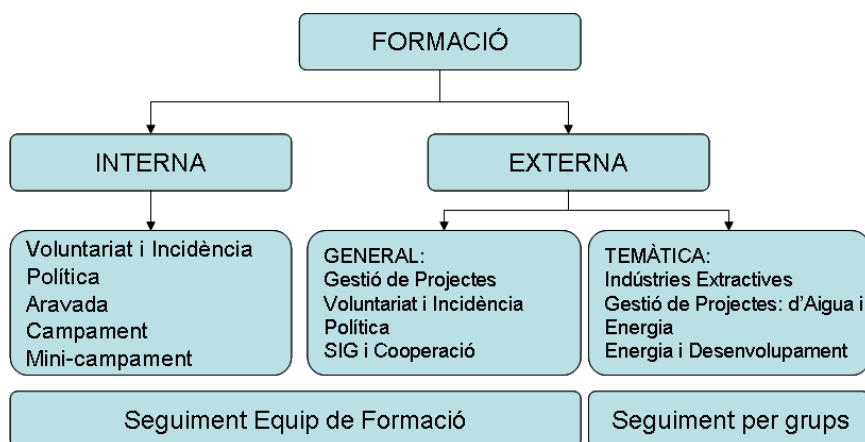 FORMACIÓ
INTERNA
EXTERNA
Voluntariat i Incidència
Política
Aravada
Campament
Mini-campament
GENERAL:
Gestió de Projectes
Voluntariat i Incidència
Política
SIG i Cooperació
TEMÀTICA:
Indústries Extractives
Gestió de Projectes: d'Aigua i
Energia
Energia i Desenvolupament
Seguiment Equip de Formació
Seguiment per grups